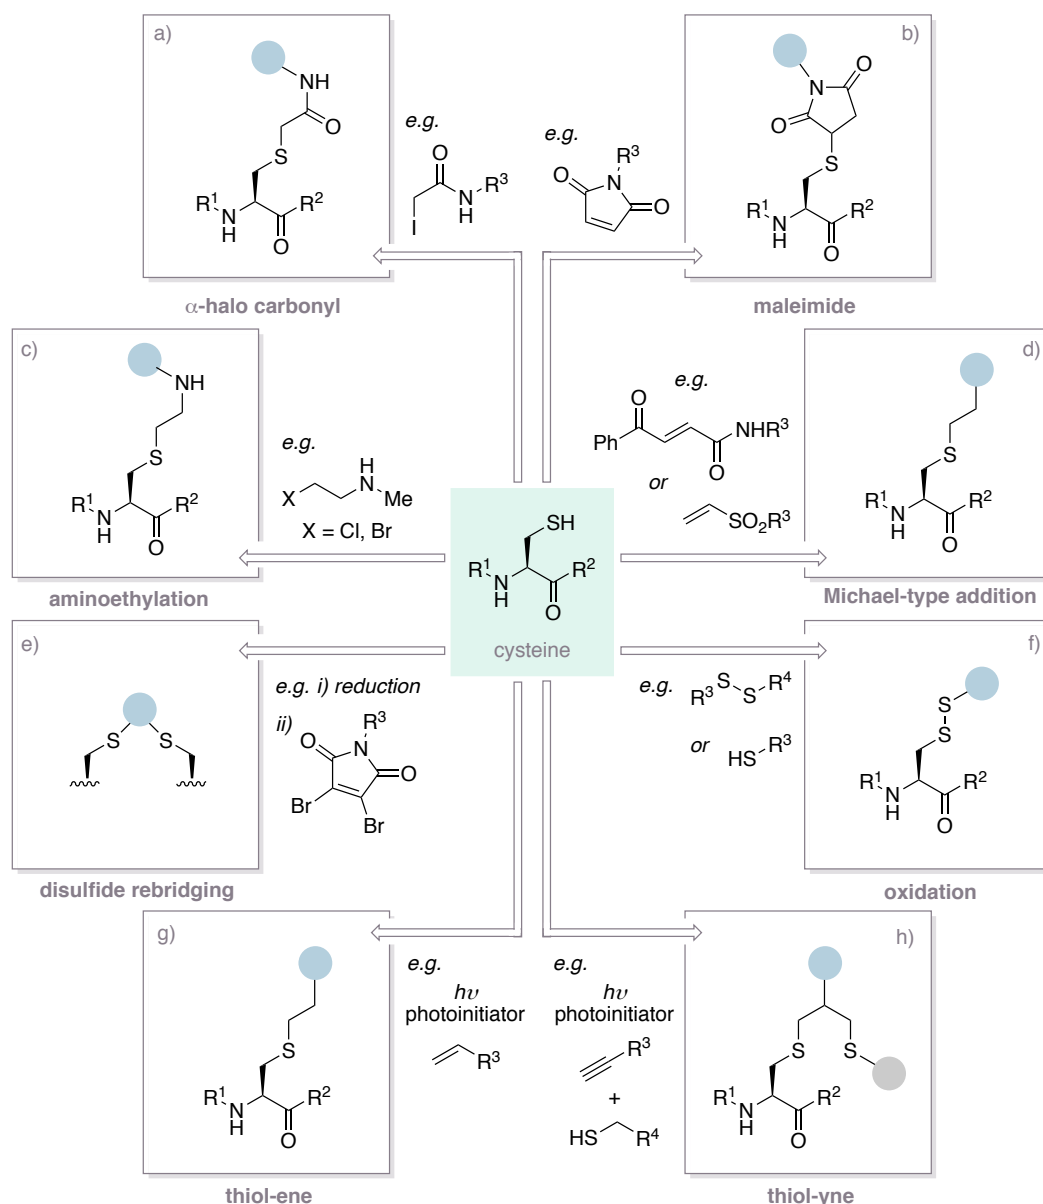 a)
NH
O
S
R¹
N
H
O
R²
α-halo carbonyl
e.g.
O
N
H
R³
I
b)
O
N
O
S
R¹
N
H
O
R²
maleimide
e.g.
R³
N
O
O
c)
NH
S
R¹
N
H
O
R²
aminoethylation
e.g.
H
N
X
Me
X = Cl, Br
d)
S
R¹
N
H
O
R²
Michael-type addition
e.g.
O
Ph
NHR³
O
or
SO₂R³
SH
R¹
N
H
O
R²
cysteine
e)
S
S
disulfide rebridging
e.g. i) reduction
ii)
R³
N
O
O
Br
Br
f)
S
S
R¹
N
H
O
R²
oxidation
e.g.
R³
S
S
R⁴
or
HS
R³
g)
S
R¹
N
H
O
R²
thiol-ene
e.g.
hν
photoinitiator
R³
h)
S
S
R¹
N
H
O
R²
thiol-yne
e.g.
hν
photoinitiator
R³
+
HS
R⁴